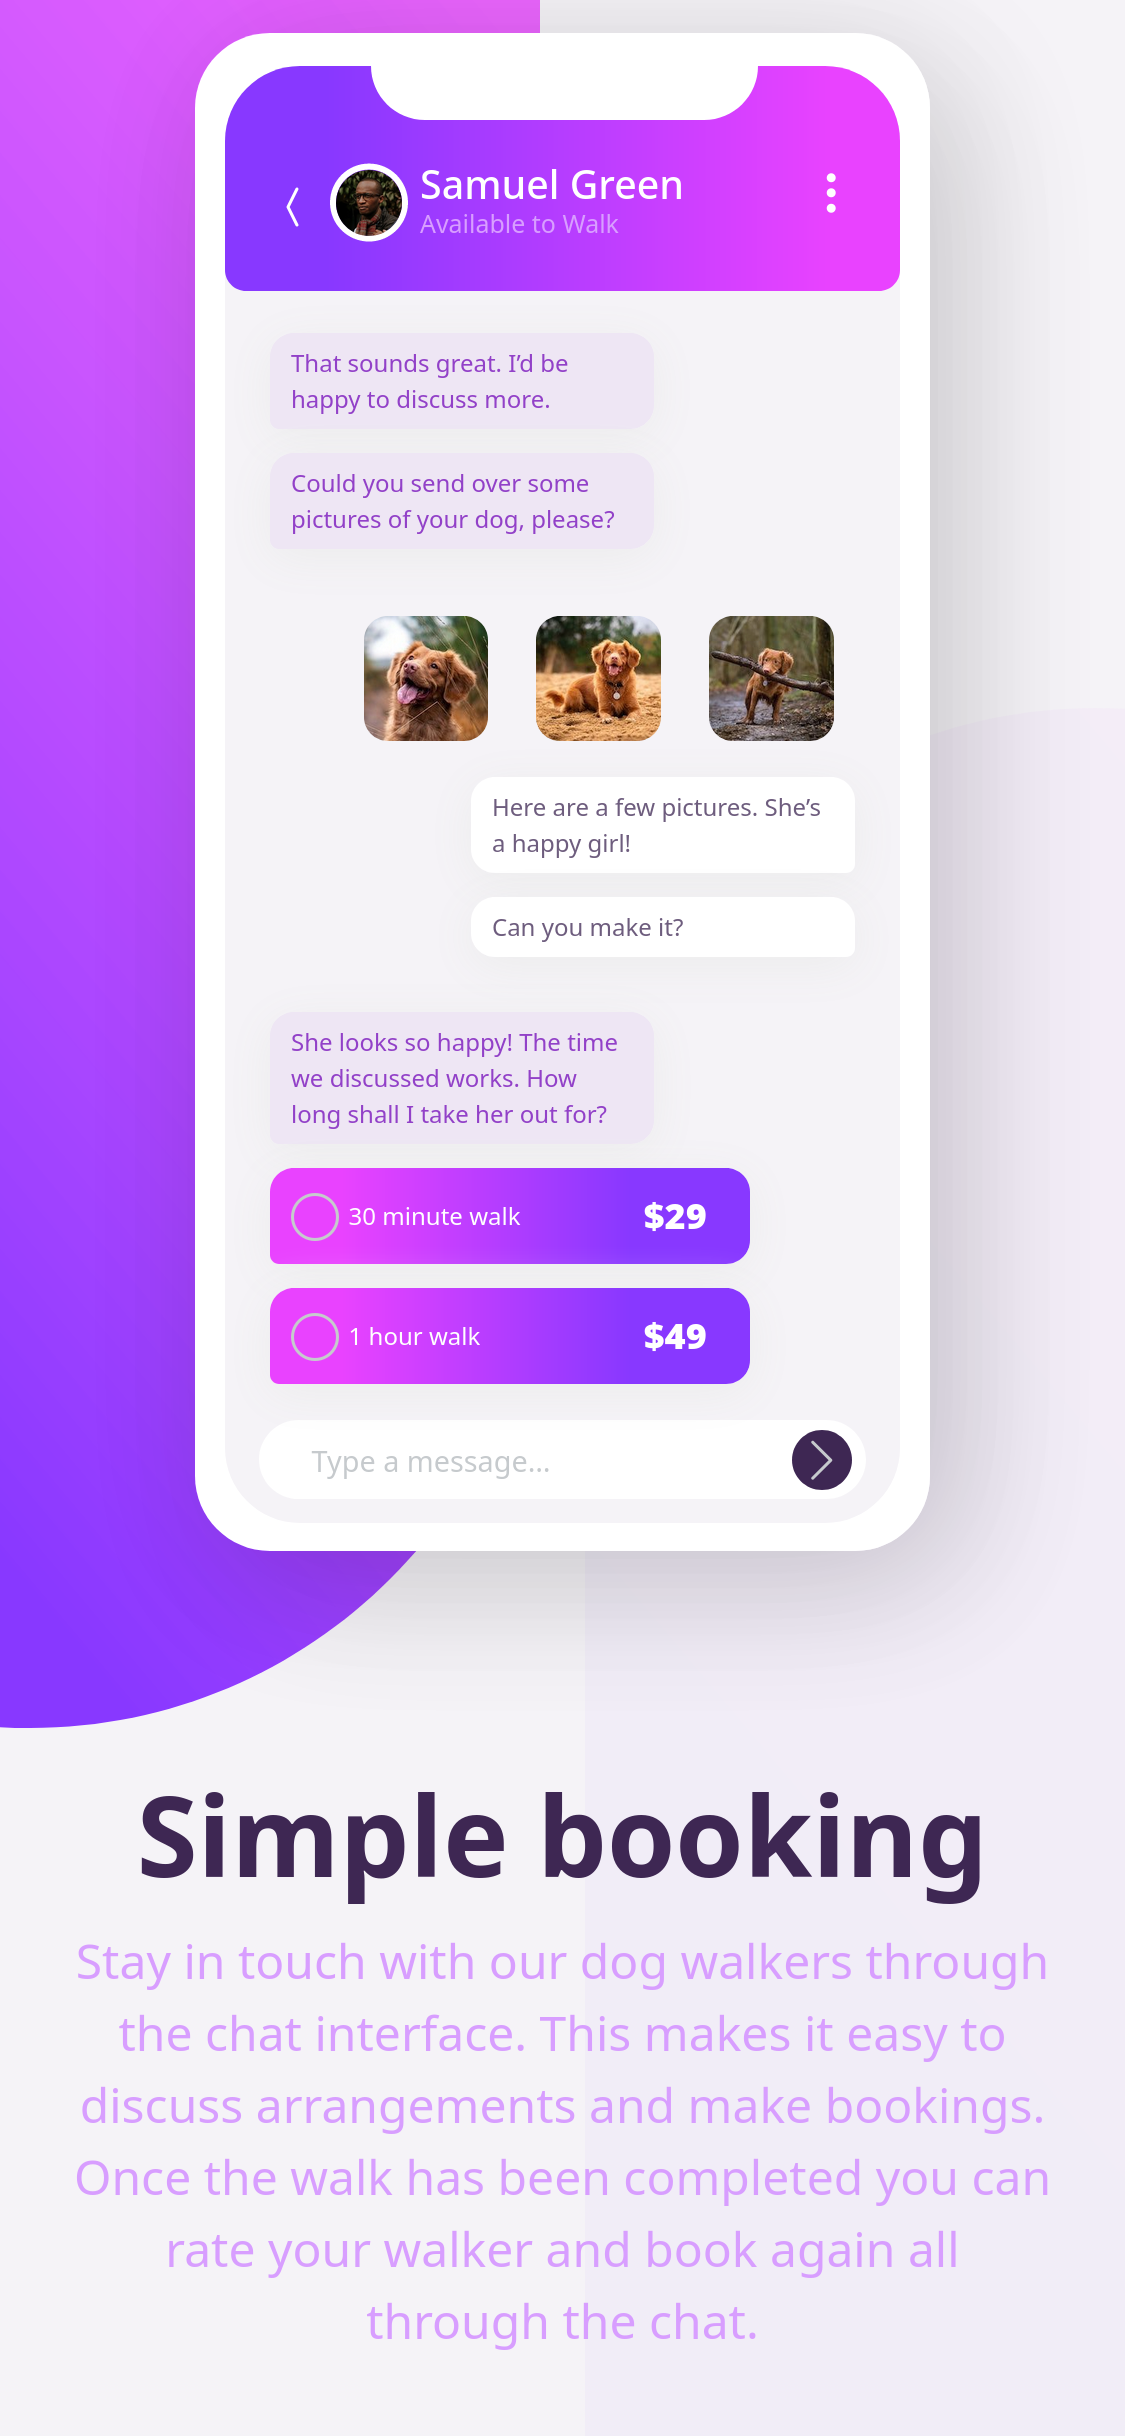 Samuel Green
Available to Walk
That sounds great. I’d be
happy to discuss more.
Could you send over some
pictures of your dog, please?
Here are a few pictures. She’s
a happy girl!
Can you make it?
She looks so happy! The time
we discussed works. How
long shall I take her out for?
30 minute walk $29
1 hour walk $49
Type a message...
Simple booking
Stay in touch with our dog walkers through
the chat interface. This makes it easy to
discuss arrangements and make bookings.
Once the walk has been completed you can
rate your walker and book again all
through the chat.